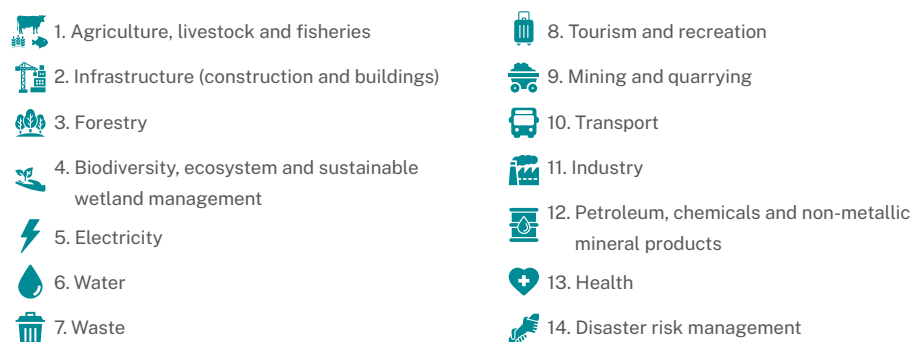 1. Agriculture, livestock and fisheries
2. Infrastructure (construction and buildings)
3. Forestry
4. Biodiversity, ecosystem and sustainable
wetland management
5. Electricity
6. Water
7. Waste
8. Tourism and recreation
9. Mining and quarrying
10. Transport
11. Industry
12. Petroleum, chemicals and non-metallic
mineral products
13. Health
14. Disaster risk management